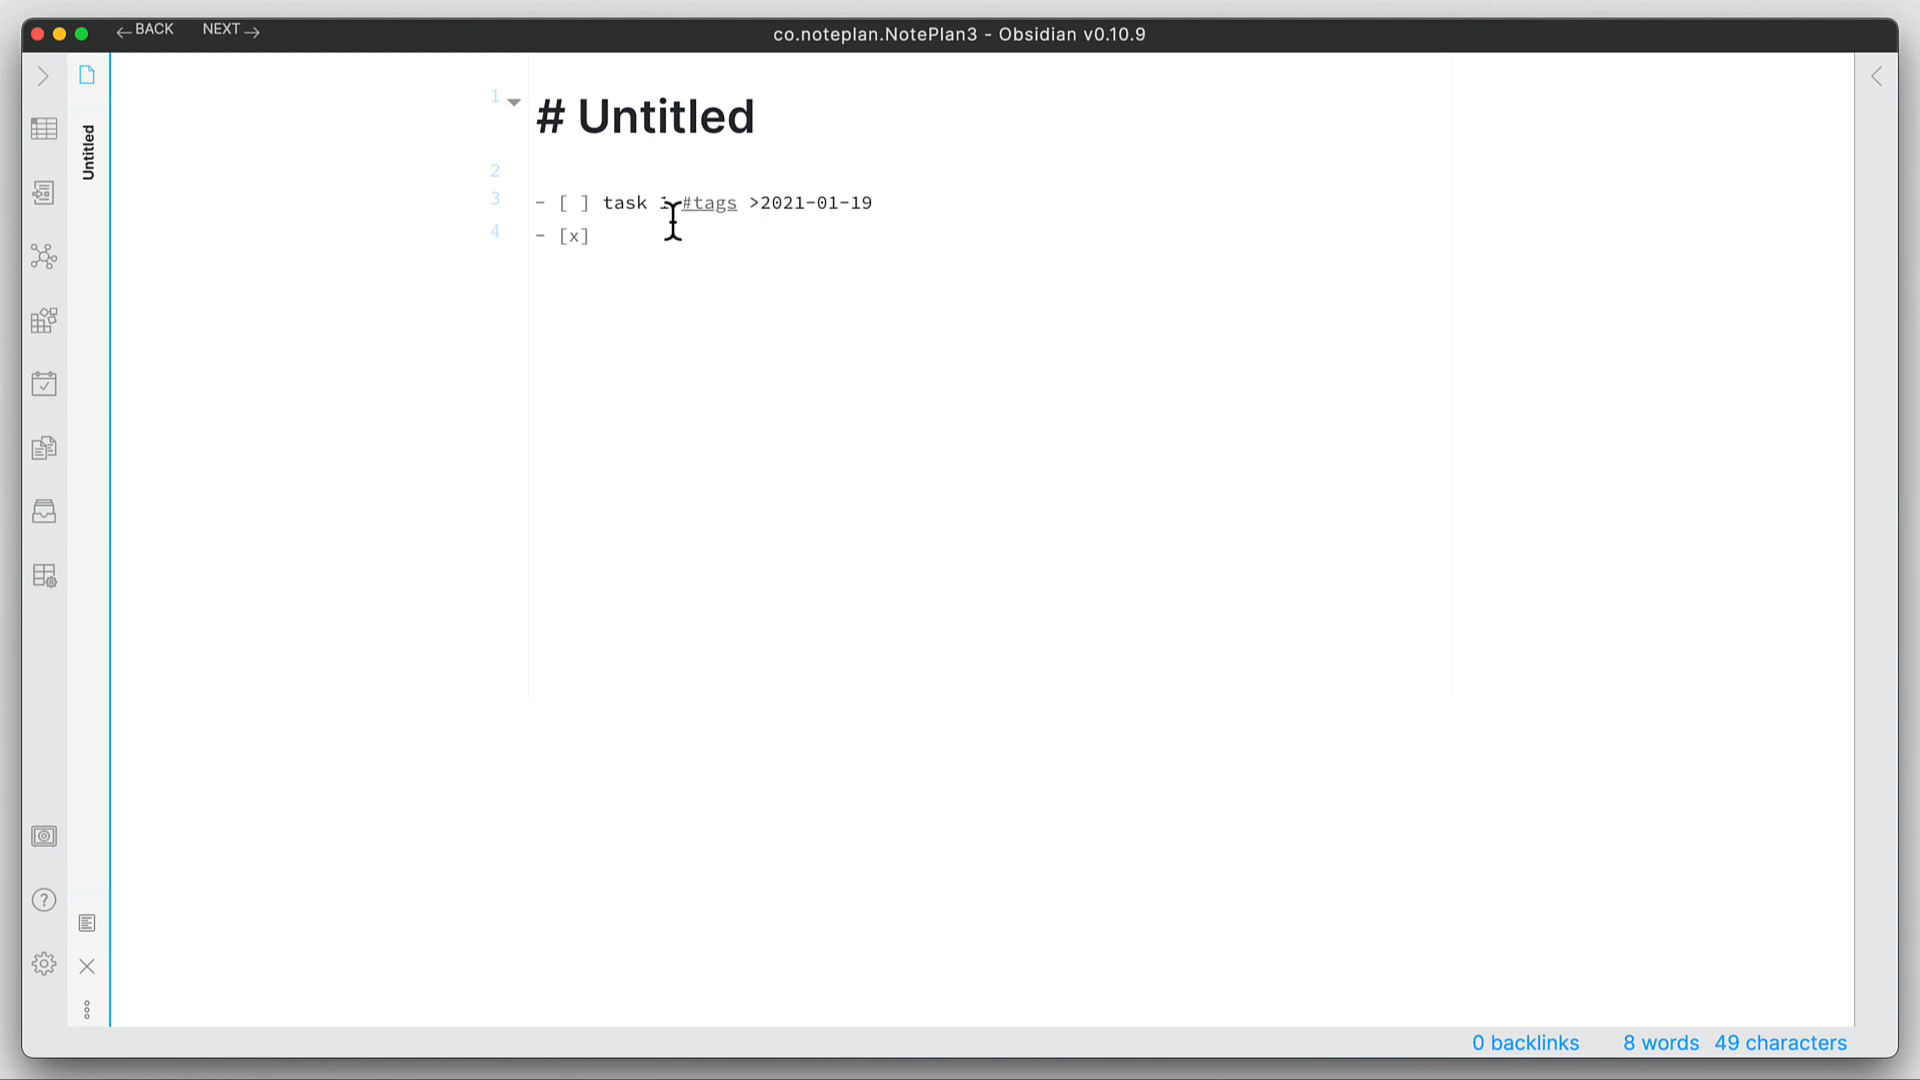 ← BACK NEXT → co.noteplan.NotePlan3 - Obsidian v0.10.9
Untitled
1 # Untitled
2
3 - [ ] task #tags >2021-01-19
4 - [x]
0 backlinks 8 words 49 characters